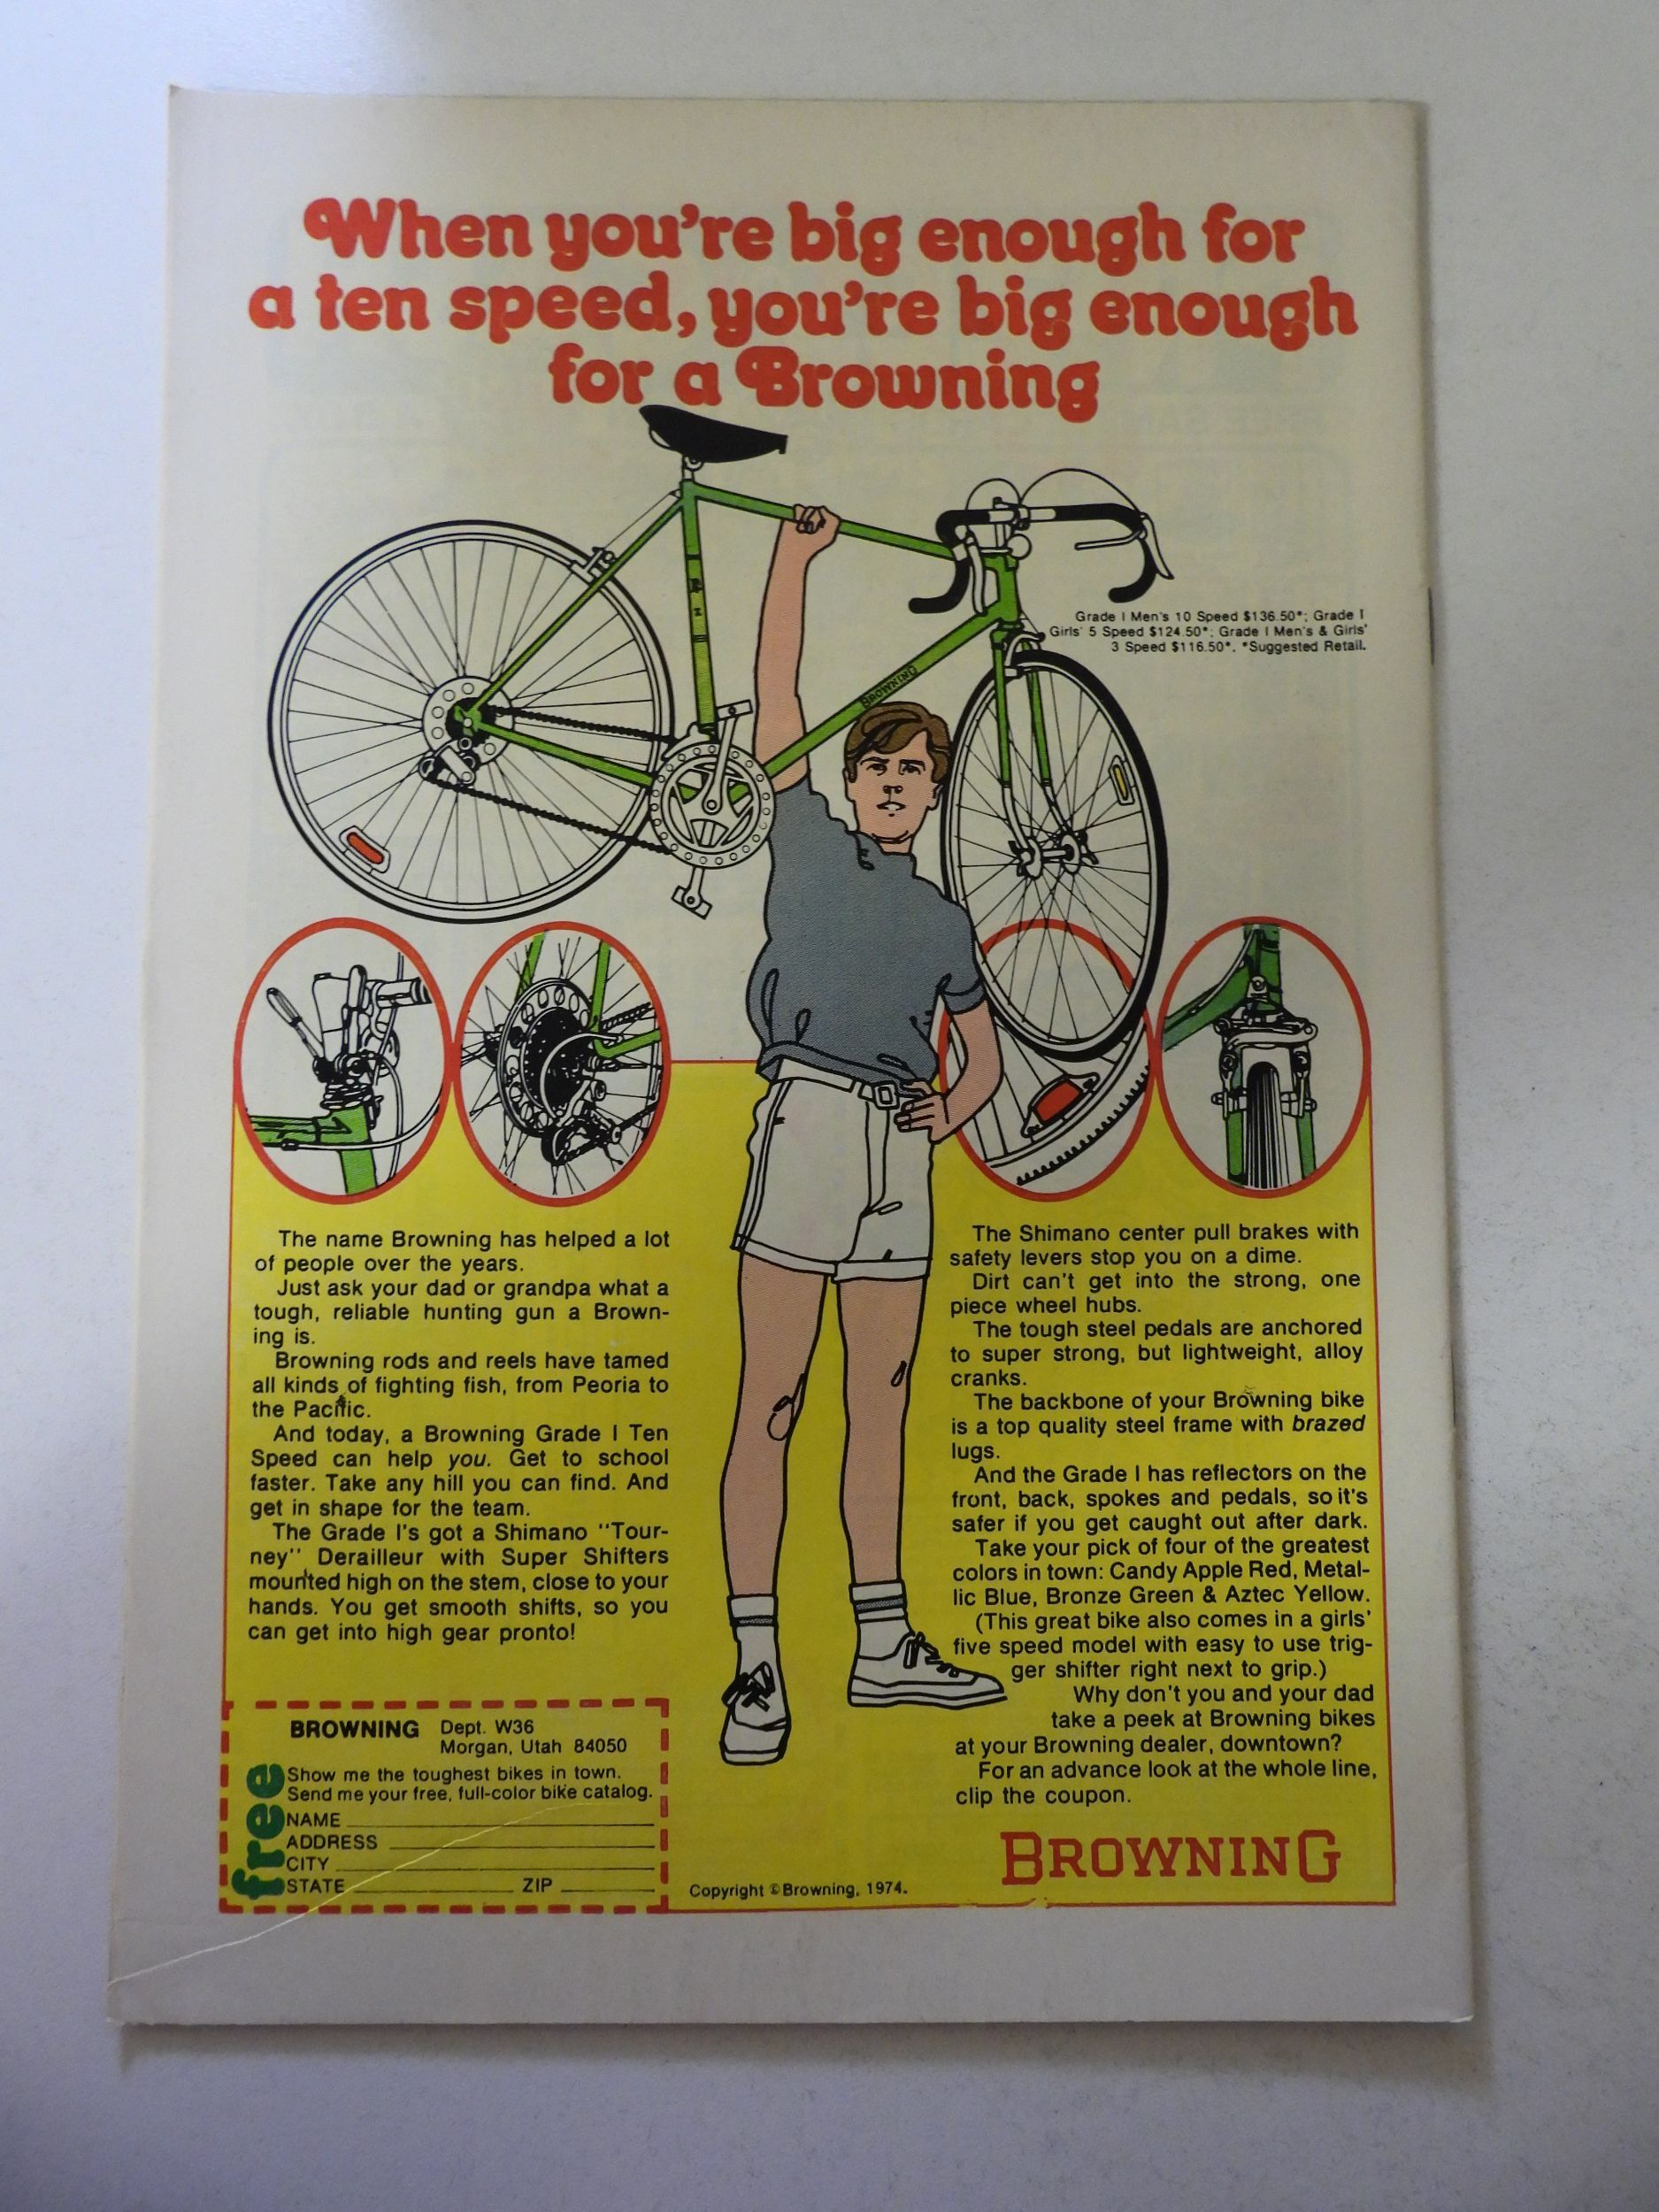 When you're big enough for
a ten speed, you're big enough
for a Browning
BROWNING
Grade I Men's 10 Speed $136.50*; Grade I
Girls' 5 Speed $124.50*; Grade I Men's & Girls'
3 Speed $116.50*. *Suggested Retail.
The name Browning has helped a lot
of people over the years.
Just ask your dad or grandpa what a
tough, reliable hunting gun a Brown-
ing is.
Browning rods and reels have tamed
all kinds of fighting fish, from Peoria to
the Pacific.
And today, a Browning Grade I Ten
Speed can help you. Get to school
faster. Take any hill you can find. And
get in shape for the team.
The Grade I's got a Shimano "Tour-
ney" Derailleur with Super Shifters
mounted high on the stem, close to your
hands. You get smooth shifts, so you
can get into high gear pronto!
BROWNING Dept. W36
Morgan, Utah 84050
free
Show me the toughest bikes in town.
Send me your free, full-color bike catalog.
NAME
ADDRESS
CITY
STATE ZIP
The Shimano center pull brakes with
safety levers stop you on a dime.
Dirt can't get into the strong, one
piece wheel hubs.
The tough steel pedals are anchored
to super strong, but lightweight, alloy
cranks.
The backbone of your Browning bike
is a top quality steel frame with brazed
lugs.
And the Grade I has reflectors on the
front, back, spokes and pedals, so it's
safer if you get caught out after dark.
Take your pick of four of the greatest
colors in town: Candy Apple Red, Metal-
lic Blue, Bronze Green & Aztec Yellow.
(This great bike also comes in a girls'
five speed model with easy to use trig-
ger shifter right next to grip.)
Why don't you and your dad
take a peek at Browning bikes
at your Browning dealer, downtown?
For an advance look at the whole line,
clip the coupon.
BROWNING
Copyright © Browning, 1974.